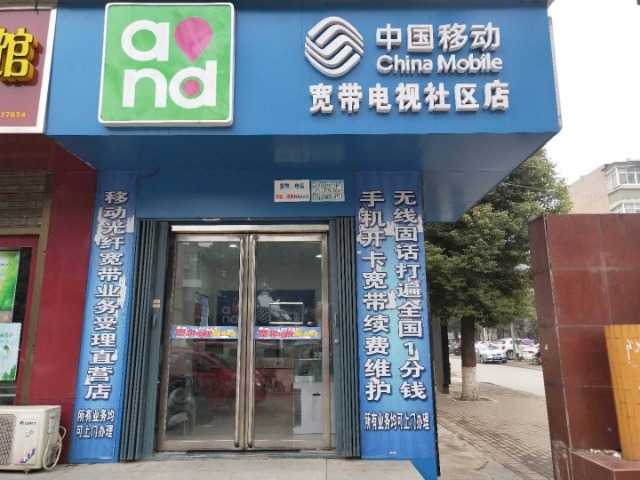 馆
77074
and
中国移动
China Mobile
宽带电视社区店
移动光纤宽带业务受理直营店
所有业务均
可上门办理
手机开卡宽带续费维护
无线固话打遍全国1分钱
所有业务均
可上门办理